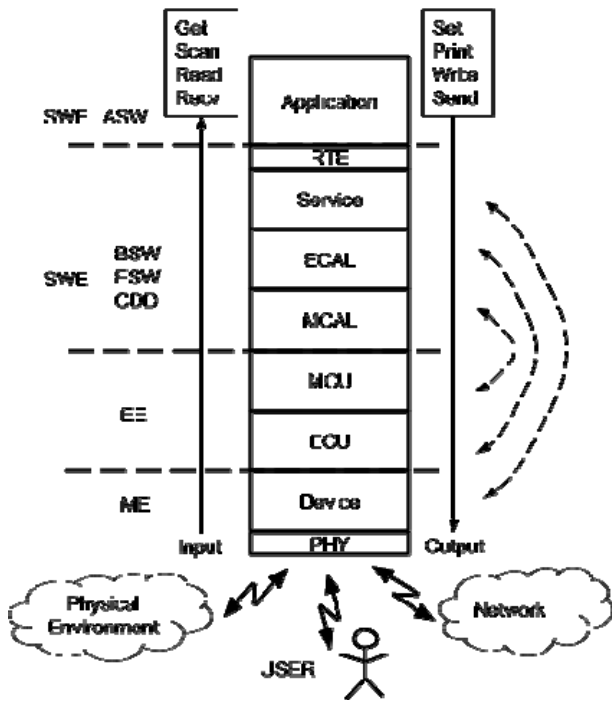 Get
Scan
Read
Recv
Set
Print
Write
Send
Application
SWE ASW
RTE
Service
BSW
SWE FSW
CDD
ECAL
MCAL
MCU
EE
ECU
ME
Device
Input
PHY
Output
Physical
Environment
Network
USER